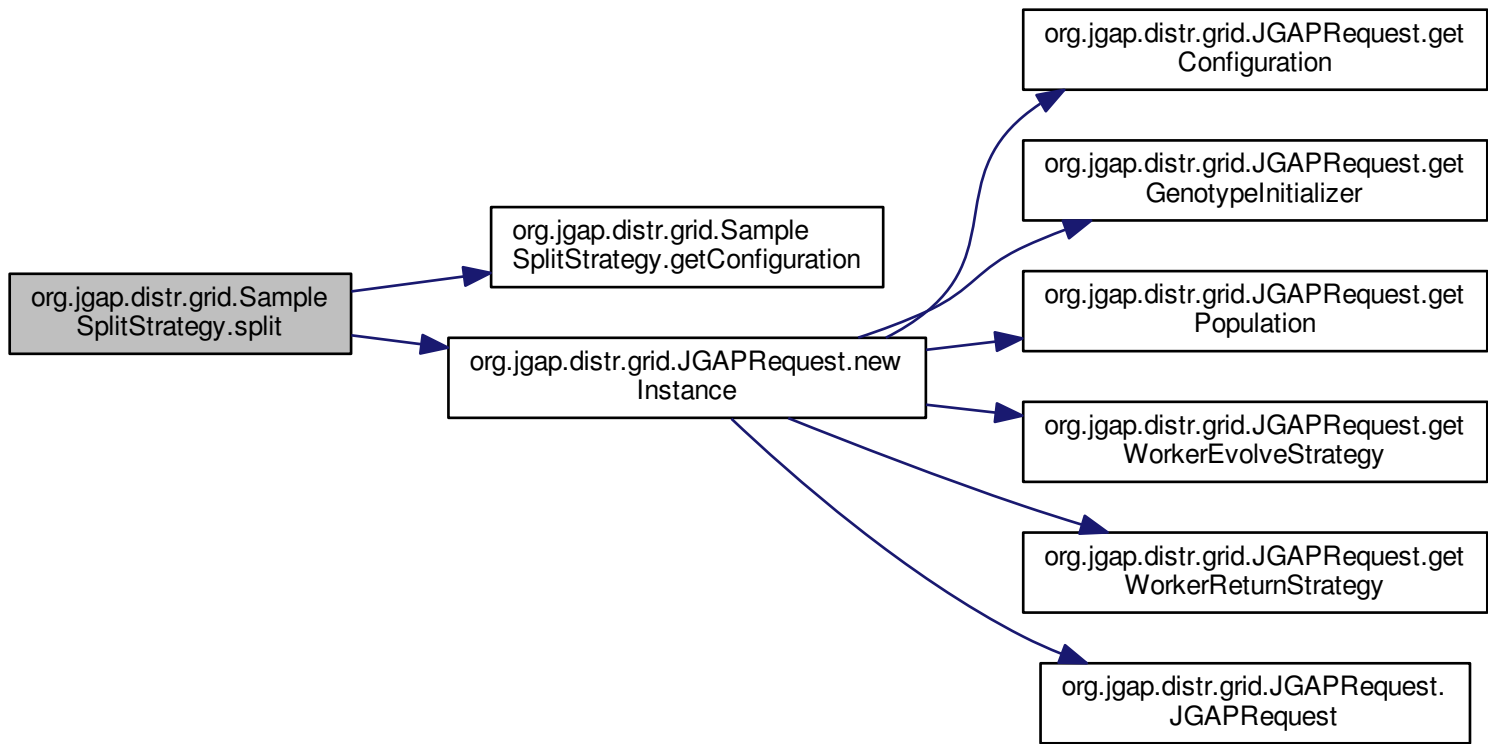 org.jgap.distr.grid.Sample
SplitStrategy.split
org.jgap.distr.grid.Sample
SplitStrategy.getConfiguration
org.jgap.distr.grid.JGAPRequest.new
Instance
org.jgap.distr.grid.JGAPRequest.get
Configuration
org.jgap.distr.grid.JGAPRequest.get
GenotypeInitializer
org.jgap.distr.grid.JGAPRequest.get
Population
org.jgap.distr.grid.JGAPRequest.get
WorkerEvolveStrategy
org.jgap.distr.grid.JGAPRequest.get
WorkerReturnStrategy
org.jgap.distr.grid.JGAPRequest.
JGAPRequest